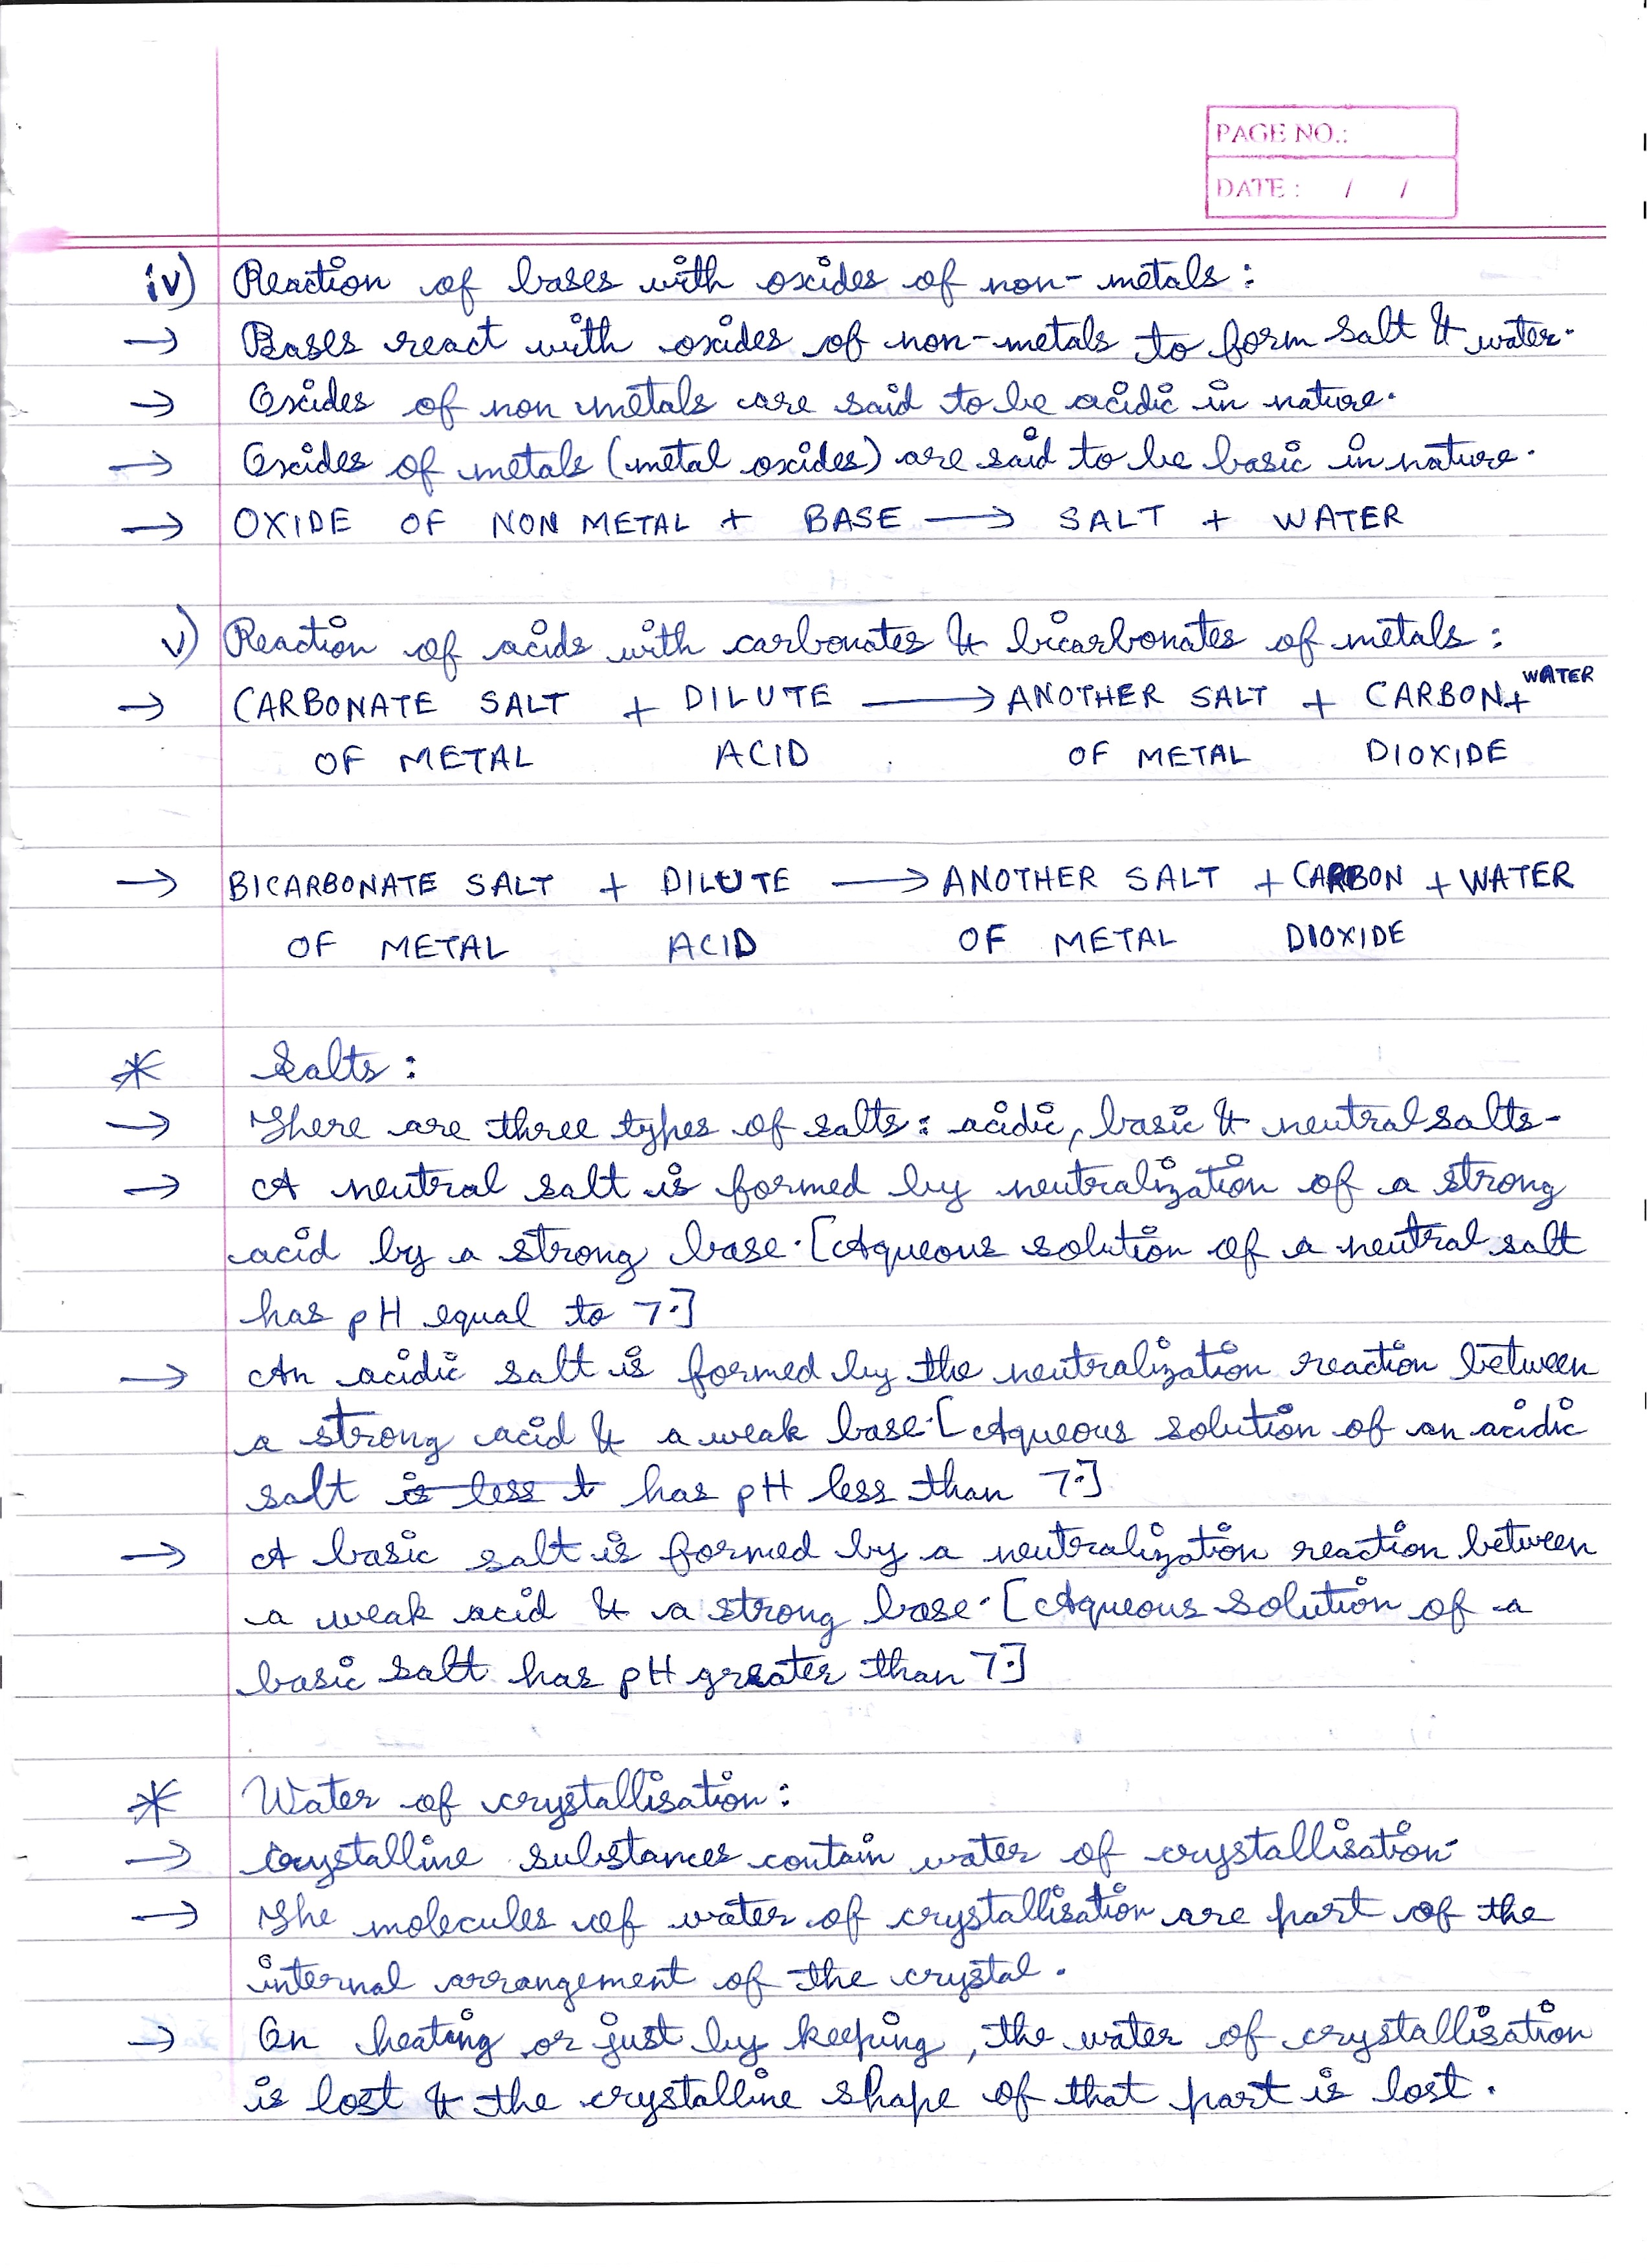 PAGE NO.:
DATE : / /
iv) Reaction of bases with oxides of non-metals:
→ Bases react with oxides of non-metals to form salt & water.
→ Oxides of non metals are said to be acidic in nature.
→ Oxides of metals (metal oxides) are said to be basic in nature.
→ OXIDE OF NON METAL + BASE → SALT + WATER
v) Reaction of acids with carbonates & bicarbonates of metals:
→ CARBONATE SALT + DILUTE → ANOTHER SALT + CARBON + WATER
OF METAL ACID OF METAL DIOXIDE
→ BICARBONATE SALT + DILUTE → ANOTHER SALT + CARBON + WATER
OF METAL ACID OF METAL DIOXIDE
* Salts:
→ There are three types of salts: acidic, basic & neutral salts.
→ A neutral salt is formed by neutralization of a strong
acid by a strong base. [Aqueous solution of a neutral salt
has pH equal to 7.]
→ An acidic salt is formed by the neutralization reaction between
a strong acid & a weak base. [Aqueous solution of an acidic
salt is less t has pH less than 7.]
→ A basic salt is formed by a neutralization reaction between
a weak acid & a strong base. [Aqueous solution of a
basic salt has pH greater than 7.]
* Water of crystallisation:
→ Crystalline substances contain water of crystallisation.
→ The molecules of water of crystallisation are part of the
internal arrangement of the crystal.
→ On heating or just by keeping, the water of crystallisation
is lost & the crystalline shape of that part is lost.